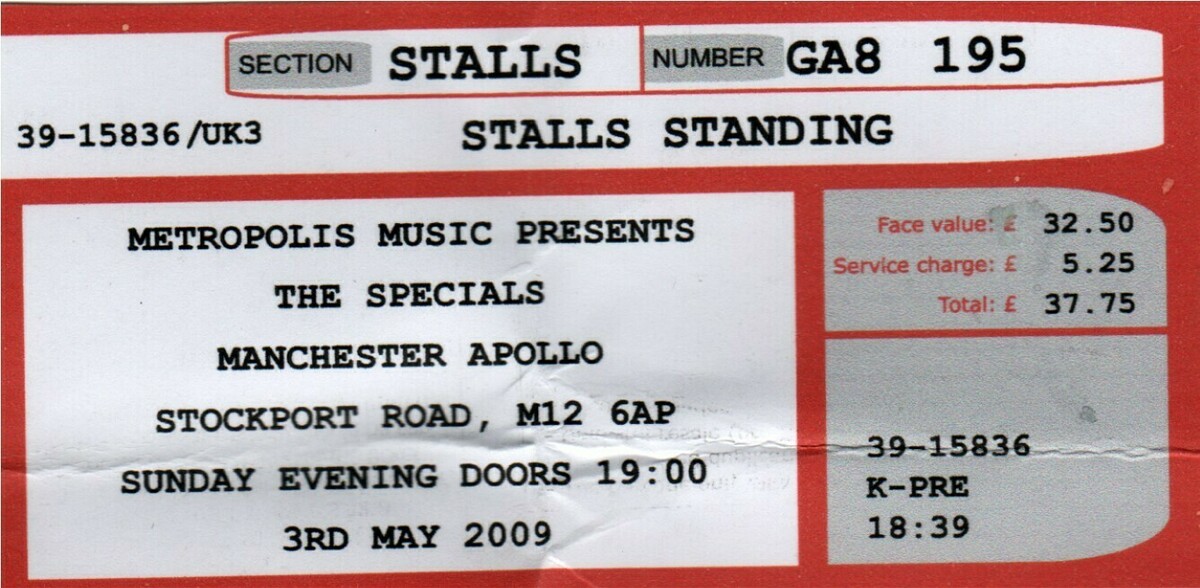 SECTION STALLS NUMBER GA8 195
39-15836/UK3 STALLS STANDING
METROPOLIS MUSIC PRESENTS
THE SPECIALS
MANCHESTER APOLLO
STOCKPORT ROAD, M12 6AP
SUNDAY EVENING DOORS 19:00
3RD MAY 2009
Face value: £ 32.50
Service charge: £ 5.25
Total: £ 37.75
39-15836
K-PRE
18:39